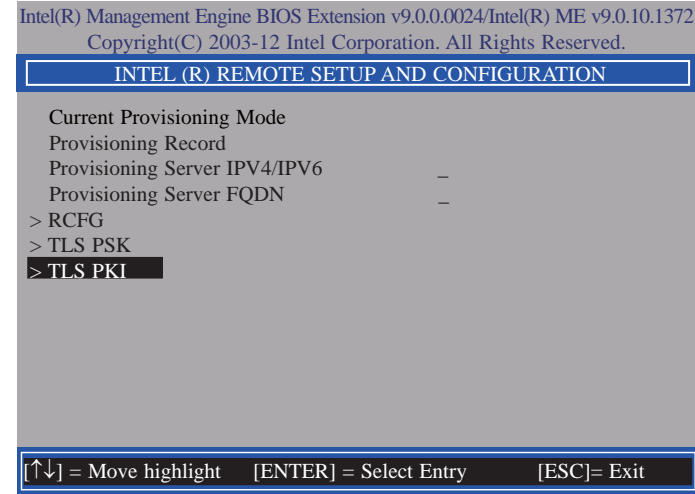 Intel(R) Management Engine BIOS Extension v9.0.0.0024/Intel(R) ME v9.0.10.1372
Copyright(C) 2003-12 Intel Corporation. All Rights Reserved.
INTEL (R) REMOTE SETUP AND CONFIGURATION
Current Provisioning Mode
Provisioning Record
Provisioning Server IPV4/IPV6 _
Provisioning Server FQDN _
> RCFG
> TLS PSK
> TLS PKI
[↑↓] = Move highlight [ENTER] = Select Entry [ESC]= Exit